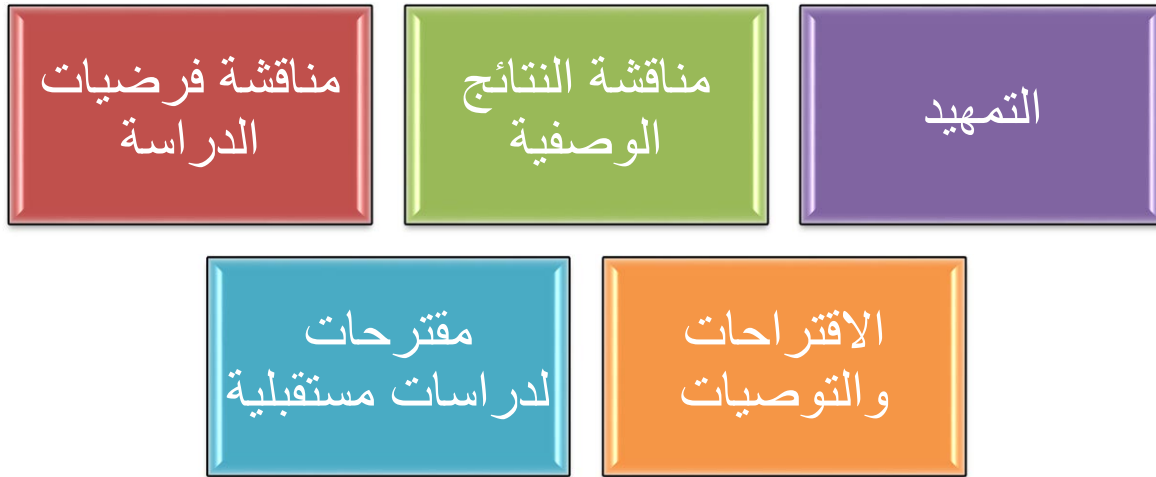 التمهيد
مناقشة النتائج
الوصفية
مناقشة فرضيات
الدراسة
الاقتراحات
والتوصيات
مقترحات
لدراسات مستقبلية